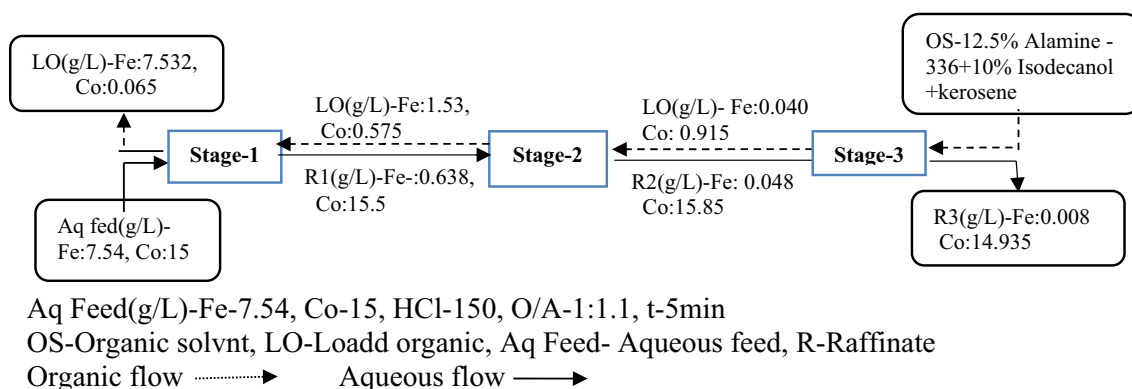 LO(g/L)-Fe:7.532,
Co:0.065
OS-12.5% Alamine -
336+10% Isodecanol
+kerosene
LO(g/L)-Fe:1.53,
Co:0.575
LO(g/L)- Fe:0.040
Co: 0.915
Stage-1
Stage-2
Stage-3
R1(g/L)-Fe-:0.638,
Co:15.5
R2(g/L)-Fe: 0.048
Co:15.85
Aq fed(g/L)-
Fe:7.54, Co:15
R3(g/L)-Fe:0.008
Co:14.935
Aq Feed(g/L)-Fe-7.54, Co-15, HCl-150, O/A-1:1.1, t-5min
OS-Organic solvnt, LO-Loadd organic, Aq Feed- Aqueous feed, R-Raffinate
Organic flow Aqueous flow